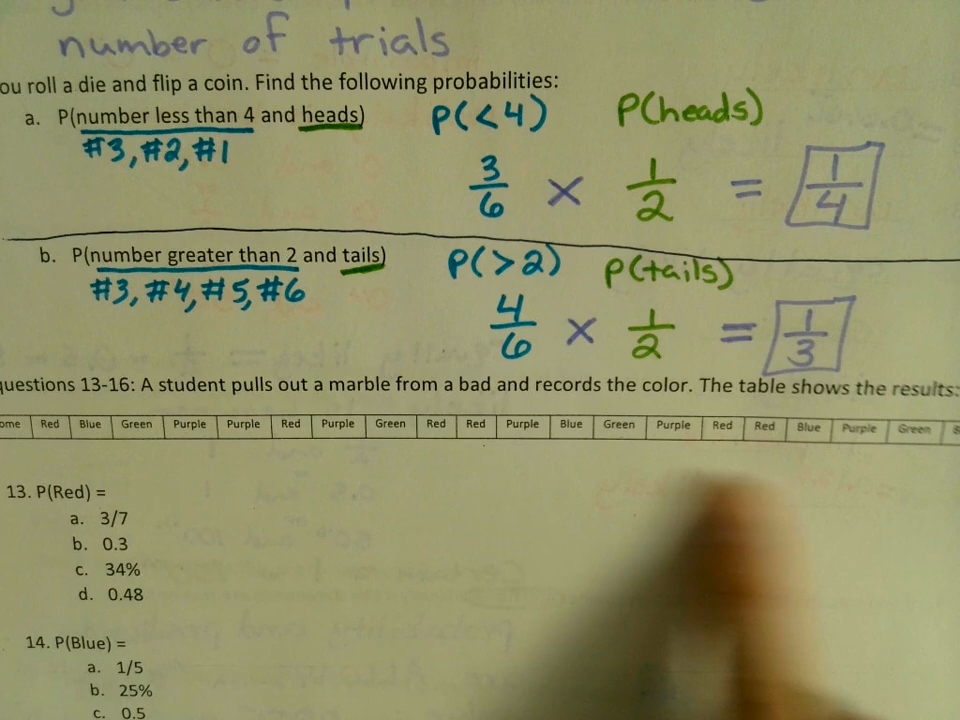 number of trials
ou roll a die and flip a coin. Find the following probabilities:
a. P(number less than 4 and heads) P(<4) P(heads)
#3, #2, #1
3/6 × 1/2 = 1/4
b. P(number greater than 2 and tails) P(>2) P(tails)
#3, #4, #5, #6
4/6 × 1/2 = 1/3
questions 13-16: A student pulls out a marble from a bad and records the color. The table shows the results:
ome Red Blue Green Purple Purple Red Purple Green Red Red Purple Blue Green Purple Red Red Blue Purple Green
13. P(Red) =
a. 3/7
b. 0.3
c. 34%
d. 0.48
14. P(Blue) =
a. 1/5
b. 25%
c. 0.5